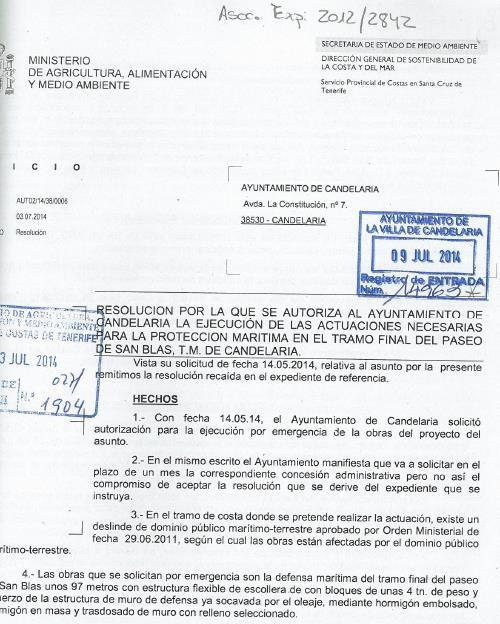 Asoc. Exp: 2012/2842
SECRETARIA DE ESTADO DE MEDIO AMBIENTE
MINISTERIO
DE AGRICULTURA, ALIMENTACIÓN
Y MEDIO AMBIENTE
DIRECCIÓN GENERAL DE SOSTENIBILIDAD DE
LA COSTA Y DEL MAR
Servicio Provincial de Costas en Santa Cruz de
Tenerife
I C I O
AUT02/14/38/0006
03.07.2014
Resolución
AYUNTAMIENTO DE CANDELARIA
Avda. La Constitución, nº 7.
38530 - CANDELARIA
AYUNTAMIENTO DE
LA VILLA DE CANDELARIA
09 JUL 2014
Registro de ENTRADA
Núm. 14969
RESOLUCION POR LA QUE SE AUTORIZA AL AYUNTAMIENTO DE
CANDELARIA LA EJECUCIÓN DE LAS ACTUACIONES NECESARIAS
PARA LA PROTECCION MARITIMA EN EL TRAMO FINAL DEL PASEO
DE SAN BLAS, T.M. DE CANDELARIA.
IO DE AGRICULTURA,
ION Y MEDIO AMBIENTE
COSTAS DE TENERIFE
3 JUL 2014
N.º 1904
Vista su solicitud de fecha 14.05.2014, relativa al asunto por la presente
remitimos la resolución recaída en el expediente de referencia.
HECHOS
1.- Con fecha 14.05.14, el Ayuntamiento de Candelaria solicitó
autorización para la ejecución por emergencia de la obras del proyecto del
asunto.
2.- En el mismo escrito el Ayuntamiento manifiesta que va a solicitar en el
plazo de un mes la correspondiente concesión administrativa pero no así el
compromiso de aceptar la resolución que se derive del expediente que se
instruya.
3.- En el tramo de costa donde se pretende realizar la actuación, existe un
deslinde de dominio público marítimo-terrestre aprobado por Orden Ministerial de
fecha 29.06.2011, según el cual las obras están afectadas por el dominio público
rítimo-terrestre.
4.- Las obras que se solicitan por emergencia son la defensa marítima del tramo final del paseo
San Blas unos 97 metros con estructura flexible de escollera de con bloques de unas 4 tn. de peso y
uerzo de la estructura de muro de defensa ya socavada por el oleaje, mediante hormigón embolsado,
migón en masa y trasdosado de muro con relleno seleccionado.